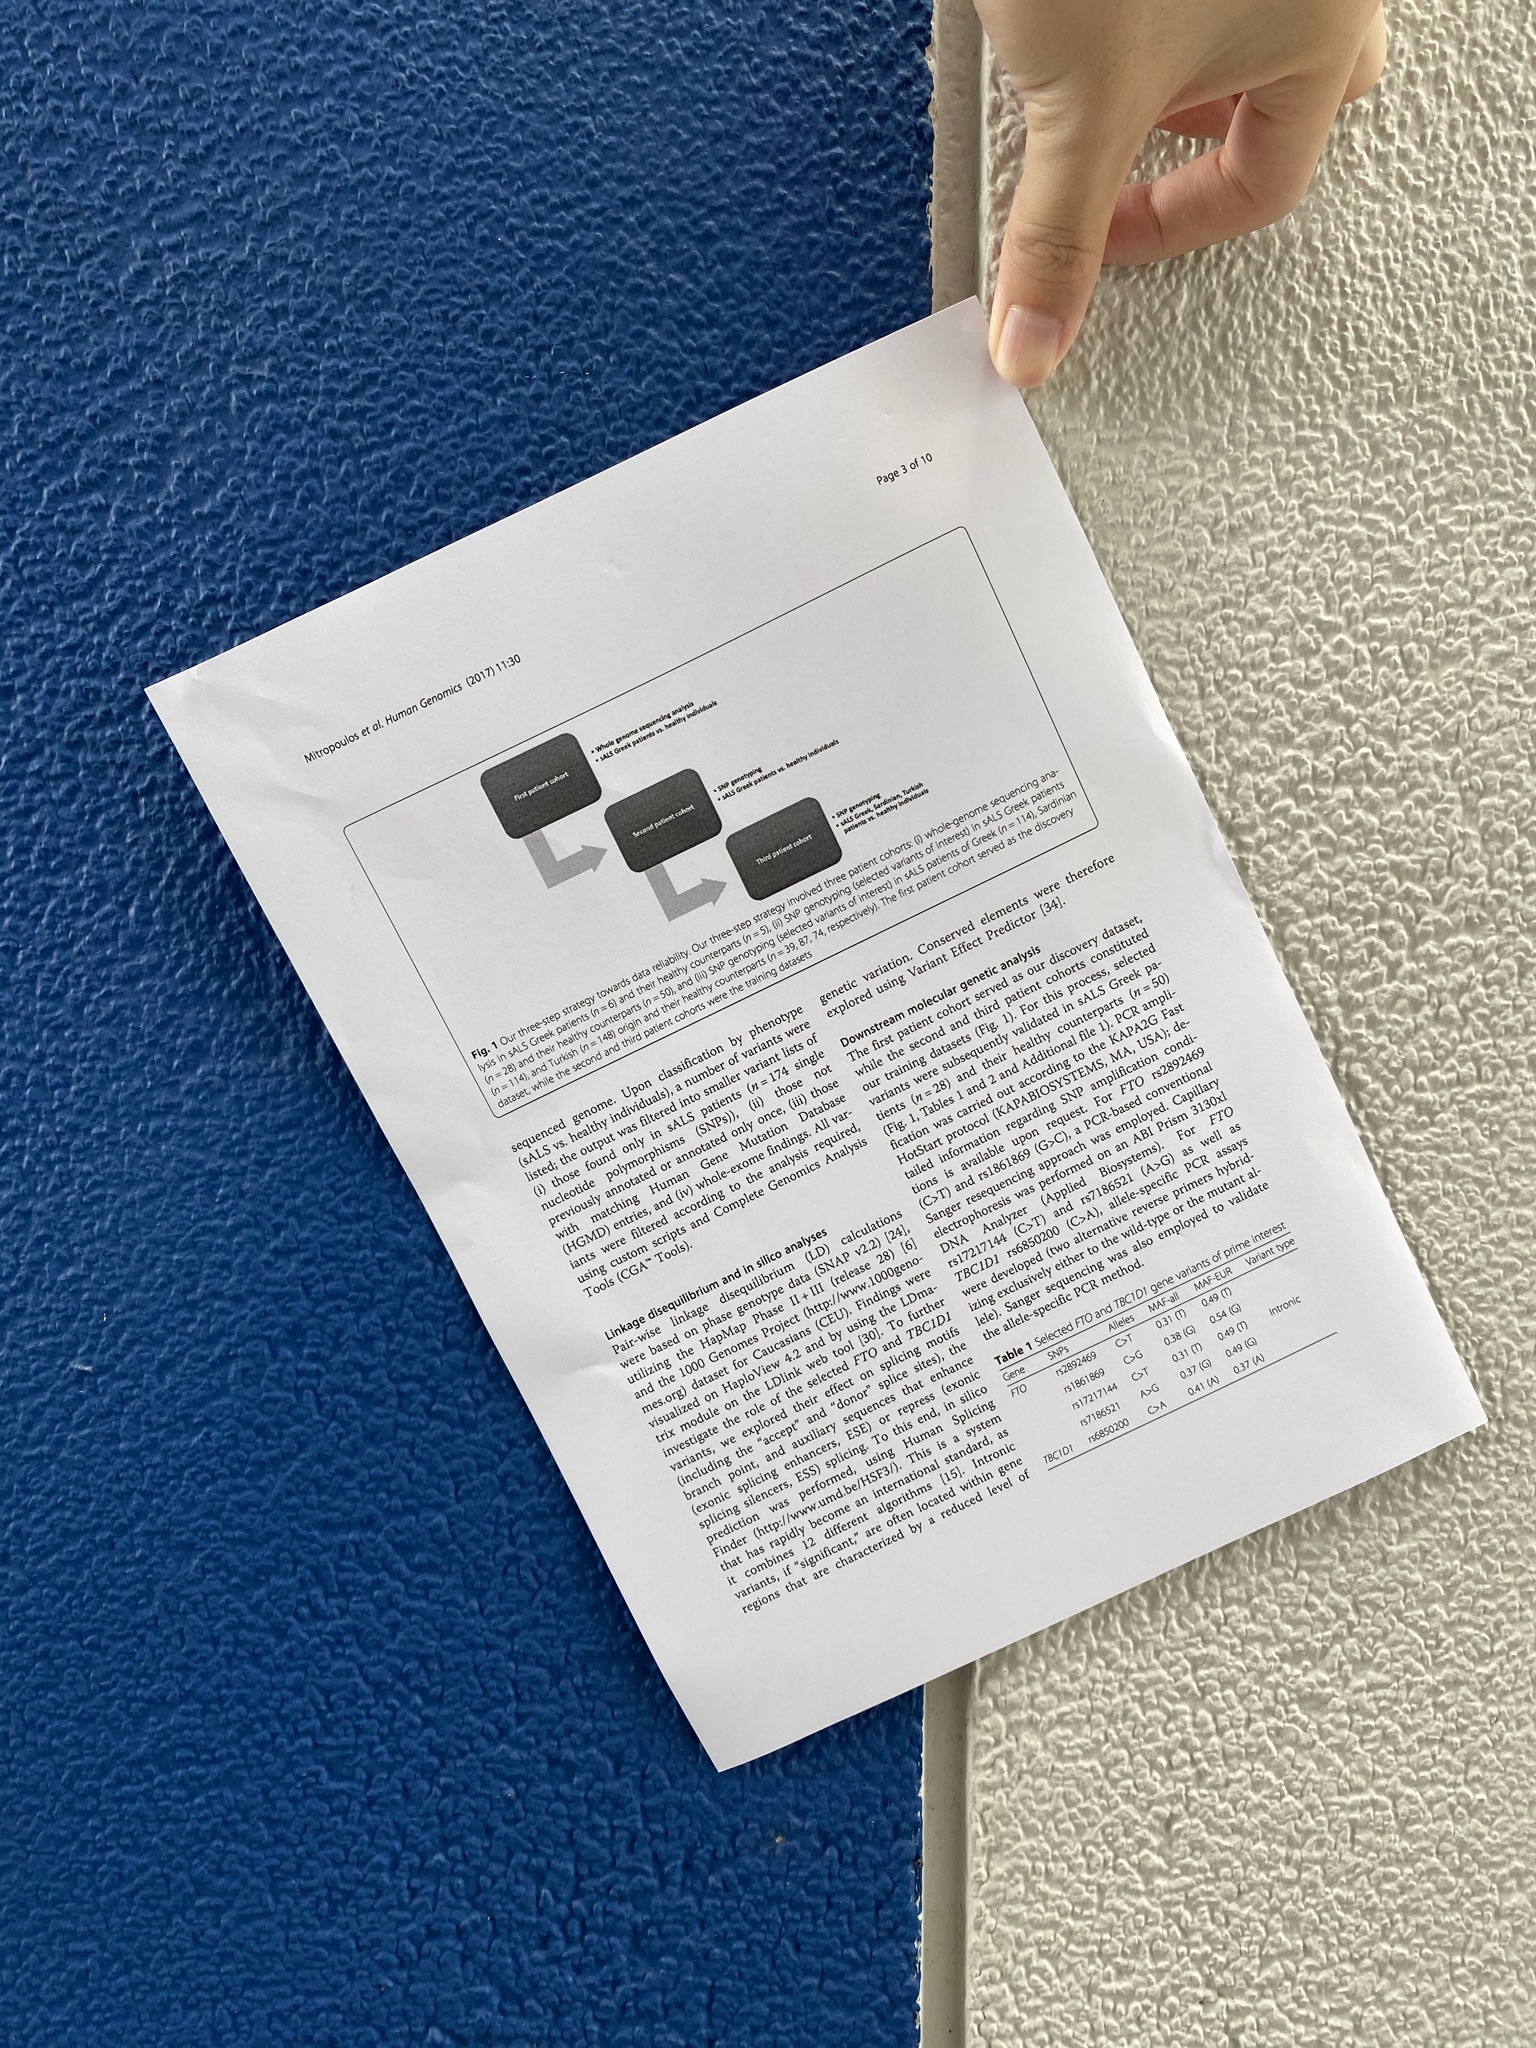 Mitropoulos et al. Human Genomics (2017) 11:30
Page 3 of 10
First patient cohort
• Whole genome sequencing analysis
• sALS Greek patients vs. healthy individuals
Second patient cohort
• SNP genotyping
• sALS Greek patients vs. healthy individuals
Third patient cohort
• SNP genotyping
• sALS Greek, Sardinian, Turkish
patients vs. healthy individuals
Fig. 1 Our three-step strategy towards data reliability. Our three-step strategy involved three patient cohorts: (i) whole-genome sequencing ana-
lysis in sALS Greek patients (n = 6) and their healthy counterparts (n = 5), (ii) SNP genotyping (selected variants of interest) in sALS Greek patients
(n = 28) and their healthy counterparts (n = 50), and (iii) SNP genotyping (selected variants of interest) in sALS patients of Greek (n = 114), Sardinian
(n = 114), and Turkish (n = 148) origin and their healthy counterparts (n = 39, 87, 74, respectively). The first patient cohort served as the discovery
dataset, while the second and third patient cohorts were the training datasets
sequenced genome. Upon classification by phenotype
(sALS vs. healthy individuals), a number of variants were
listed; the output was filtered into smaller variant lists of
(i) those found only in sALS patients (n = 174 single
nucleotide polymorphisms (SNPs)), (ii) those not
previously annotated or annotated only once, (iii) those
with matching Human Gene Mutation Database
(HGMD) entries, and (iv) whole-exome findings. All var-
iants were filtered according to the analysis required,
using custom scripts and Complete Genomics Analysis
Tools (CGA™ Tools).
Linkage disequilibrium and in silico analyses
Pair-wise linkage disequilibrium (LD) calculations
were based on phase genotype data (SNAP v2.2) [24],
utilizing the HapMap Phase II + III (release 28) [6]
and the 1000 Genomes Project (http://www.1000geno-
mes.org) dataset for Caucasians (CEU). Findings were
visualized on HaploView 4.2 and by using the LDma-
trix module on the LDlink web tool [30]. To further
investigate the role of the selected FTO and TBC1D1
variants, we explored their effect on splicing motifs
(including the "accept" and "donor" splice sites), the
branch point, and auxiliary sequences that enhance
(exonic splicing enhancers, ESE) or repress (exonic
splicing silencers, ESS) splicing. To this end, in silico
prediction was performed, using Human Splicing
Finder (http://www.umd.be/HSF3/). This is a system
that has rapidly become an international standard, as
it combines 12 different algorithms [15]. Intronic
variants, if "significant," are often located within gene
regions that are characterized by a reduced level of
genetic variation. Conserved elements were therefore
explored using Variant Effect Predictor [34].
Downstream molecular genetic analysis
The first patient cohort served as our discovery dataset,
while the second and third patient cohorts constituted
our training datasets (Fig. 1). For this process, selected
variants were subsequently validated in sALS Greek pa-
tients (n = 28) and their healthy counterparts (n = 50)
(Fig. 1, Tables 1 and 2 and Additional file 1). PCR ampli-
fication was carried out according to the KAPA2G Fast
HotStart protocol (KAPABIOSYSTEMS, MA, USA); de-
tailed information regarding SNP amplification condi-
tions is available upon request. For FTO rs2892469
(C>T) and rs1861869 (G>C), a PCR-based conventional
Sanger resequencing approach was employed. Capillary
electrophoresis was performed on an ABI Prism 3130xl
DNA Analyzer (Applied Biosystems). For FTO
rs17217144 (C>T) and rs7186521 (A>G) as well as
TBC1D1 rs6850200 (C>A), allele-specific PCR assays
were developed (two alternative reverse primers hybrid-
izing exclusively either to the wild-type or the mutant al-
lele). Sanger sequencing was also employed to validate
the allele-specific PCR method.
Table 1 Selected FTO and TBC1D1 gene variants of prime interest
Gene SNPs Alleles MAF-all MAF-EUR Variant type
FTO rs2892469 C>T 0.31 (T) 0.49 (T) Intronic
rs1861869 C>G 0.38 (G) 0.54 (G)
rs17217144 C>T 0.31 (T) 0.49 (T)
rs7186521 A>G 0.37 (G) 0.49 (G)
TBC1D1 rs6850200 C>A 0.41 (A) 0.37 (A)